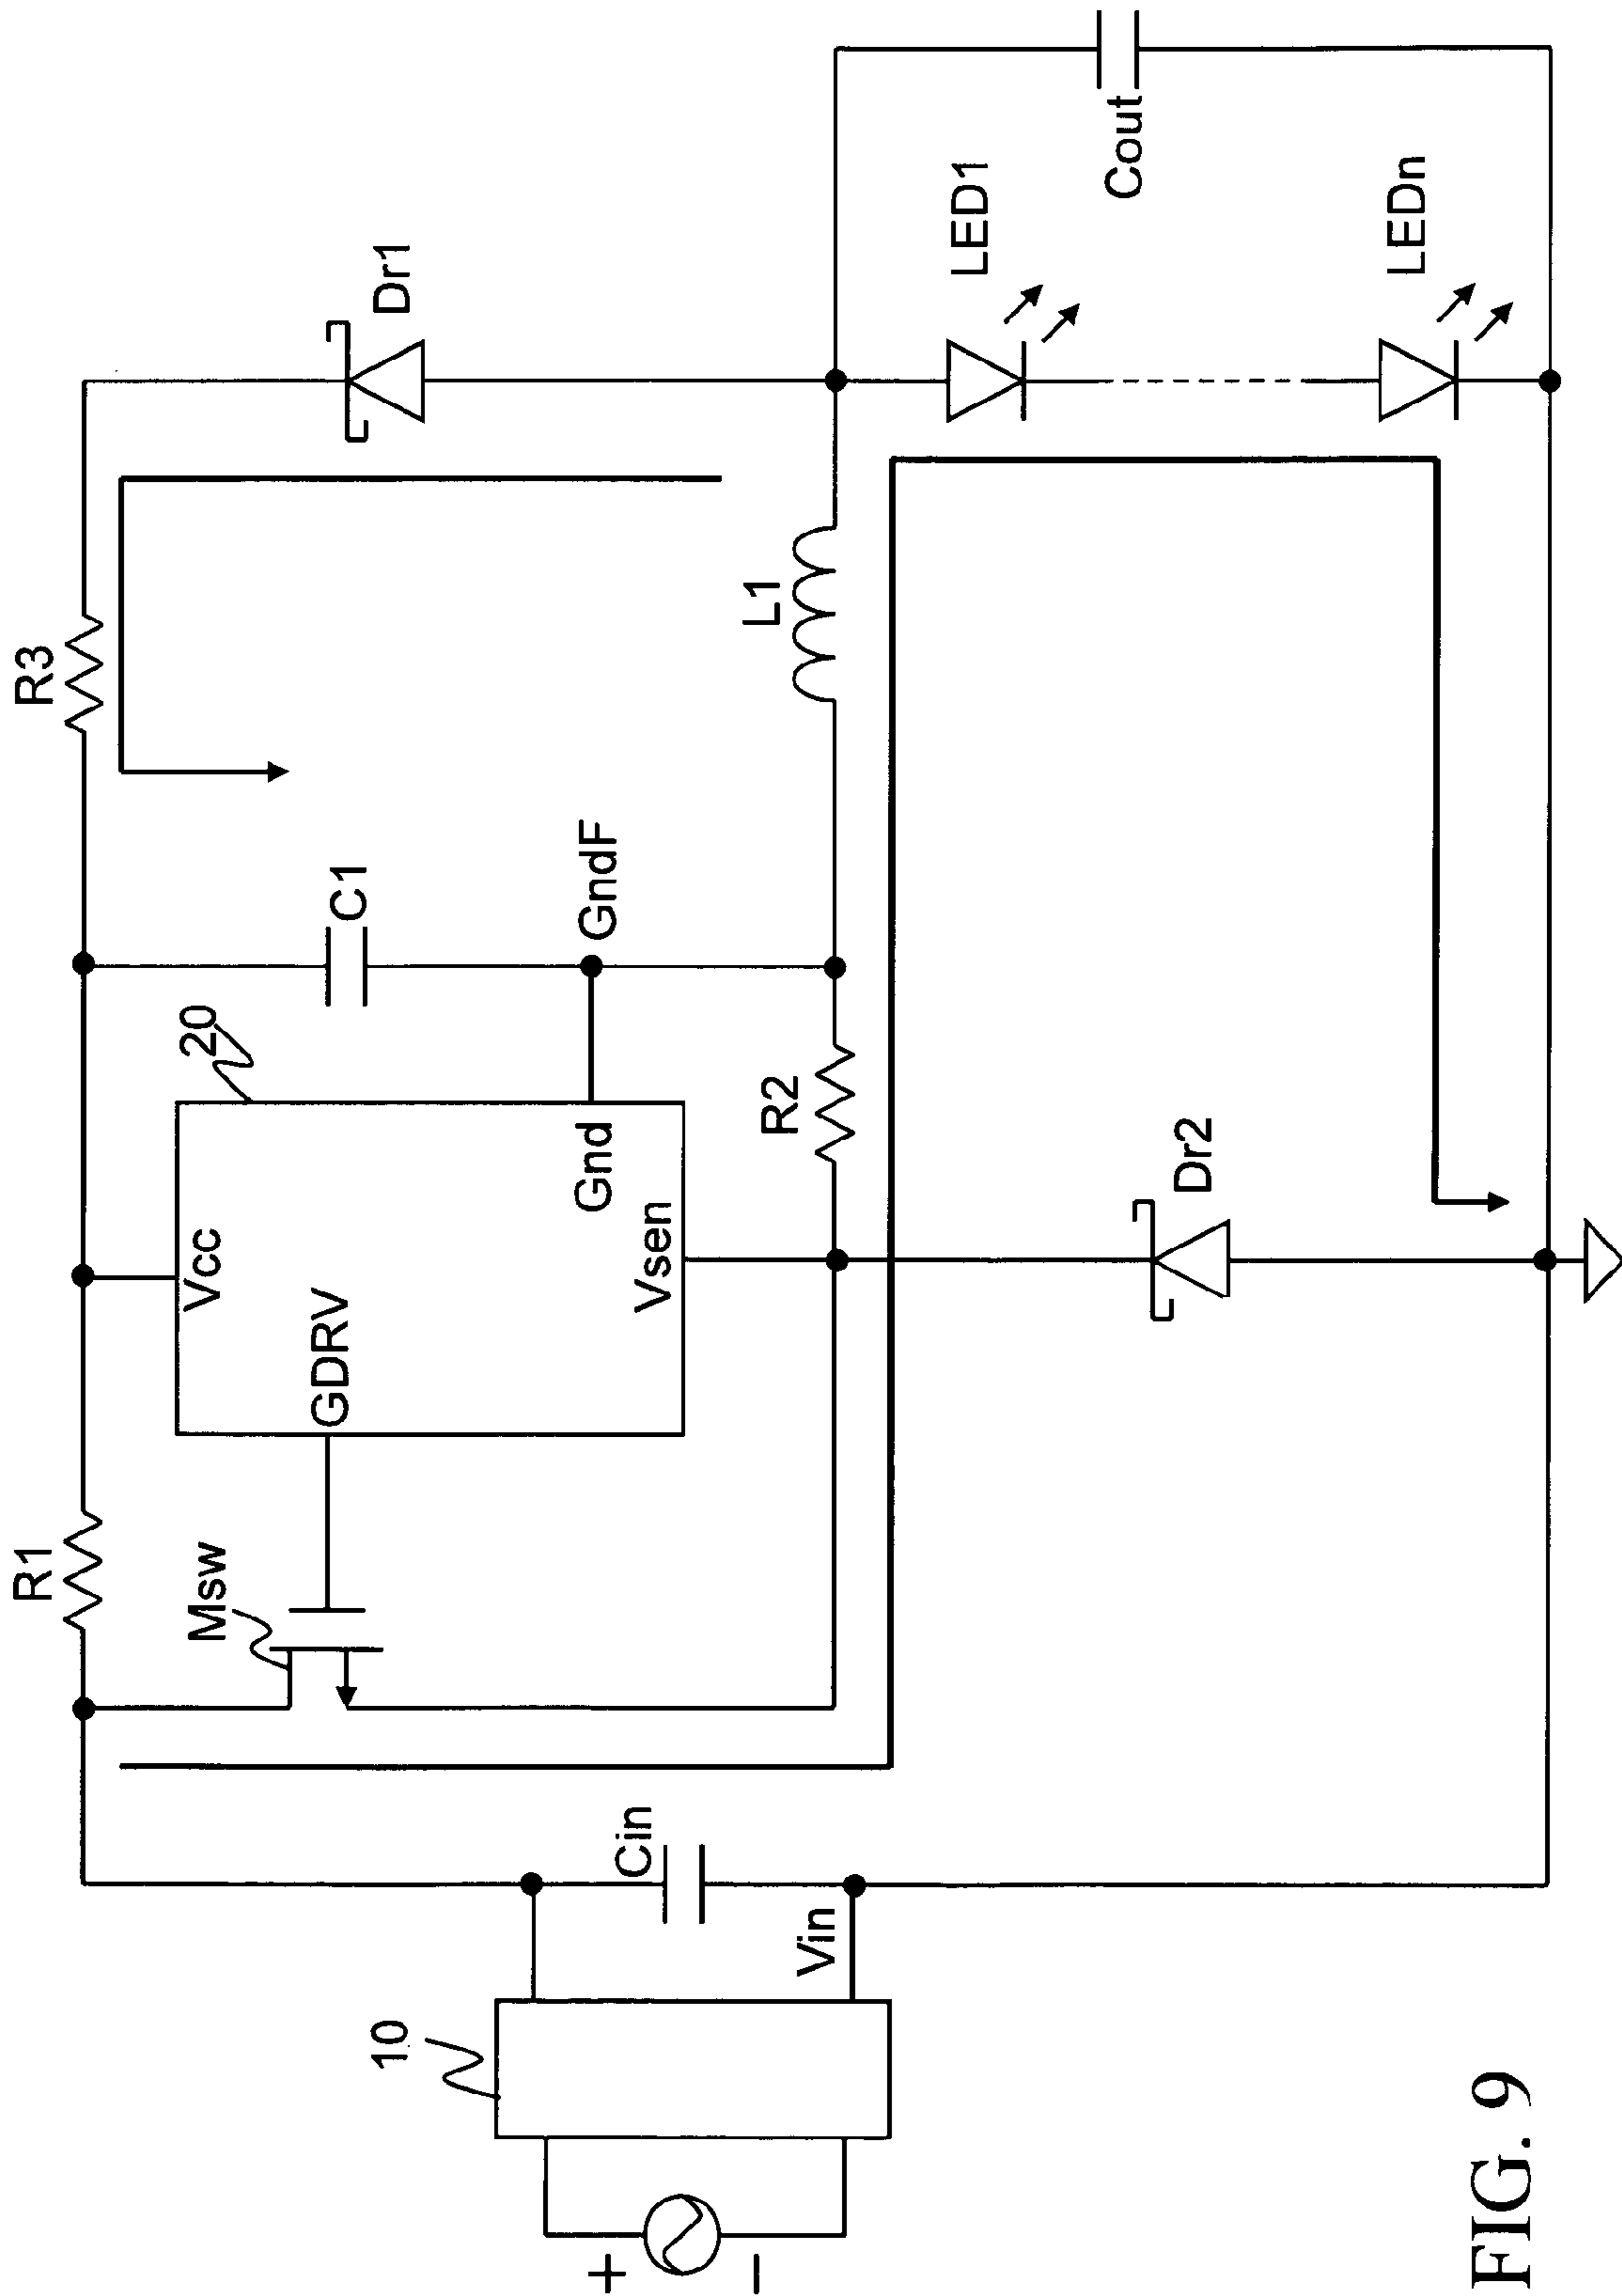 R1
R3
Msw
20
Vcc
GDRV
Gnd
Vsen
C1
GndF
Dr1
10
Cin
Vin
R2
L1
LED1
LEDn
Cout
Dr2
+
−
FIG. 9